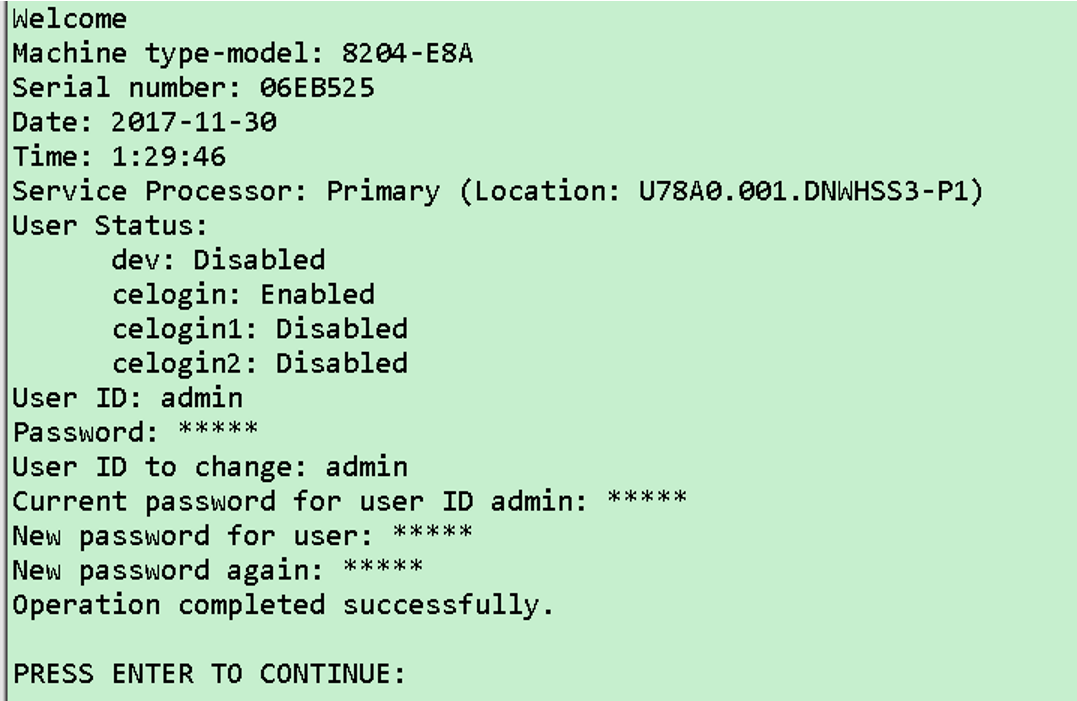 Welcome
Machine type-model: 8204-E8A
Serial number: 06EB525
Date: 2017-11-30
Time: 1:29:46
Service Processor: Primary (Location: U78A0.001.DNWHSS3-P1)
User Status:
dev: Disabled
celogin: Enabled
celogin1: Disabled
celogin2: Disabled
User ID: admin
Password: *****
User ID to change: admin
Current password for user ID admin: *****
New password for user: *****
New password again: *****
Operation completed successfully.
PRESS ENTER TO CONTINUE: